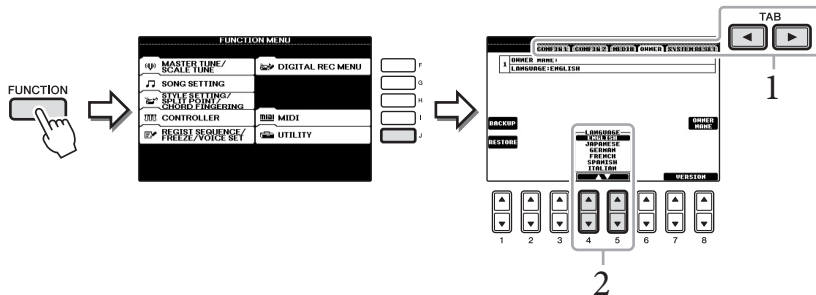 FUNCTION
FUNCTION MENU
MASTER TUNE/
SCALE TUNE
SONG SETTING
STYLE SETTING/
SPLIT POINT/
CHORD FINGERING
CONTROLLER
REGIST SEQUENCE/
FREEZE/VOICE SET
DIGITAL REC MENU
MIDI
MIDI
UTILITY
F
G
H
I
J
TAB
1
CONFIG 1 CONFIG 2 MEDIA OWNER SYSTEM RESET
1 OWNER NAME:
LANGUAGE:ENGLISH
BACKUP
RESTORE
OWNER
NAME
LANGUAGE
ENGLISH
JAPANESE
GERMAN
FRENCH
SPANISH
ITALIAN
VERSION
1 2 3 4 5 6 7 8
2